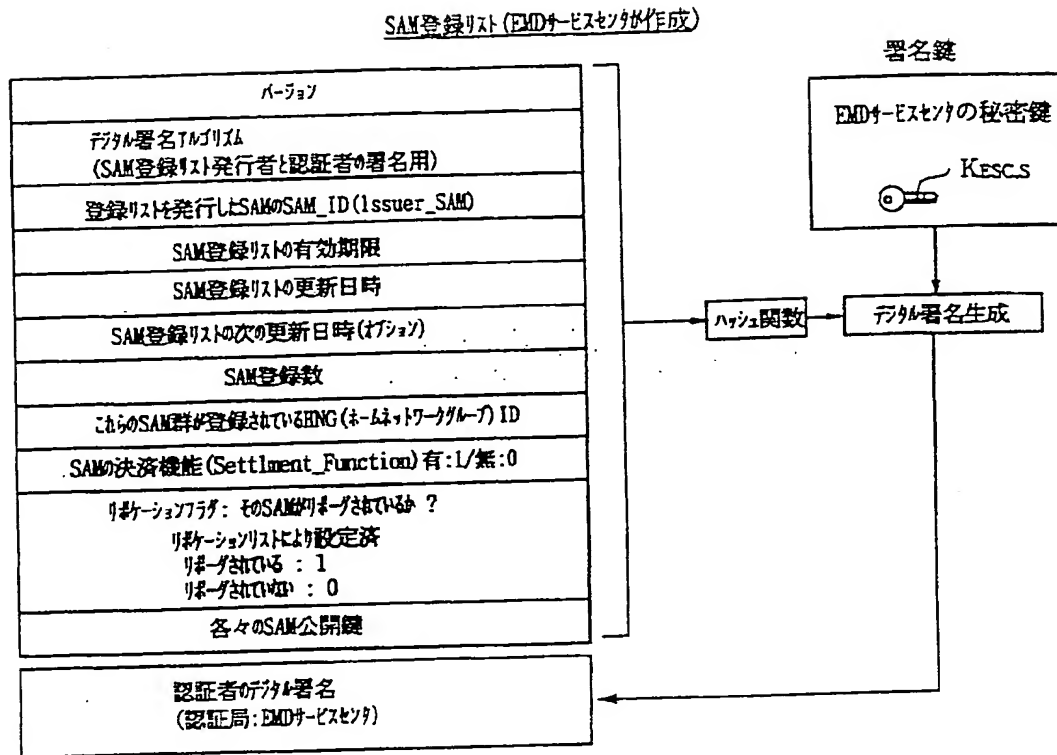 SAM登録リスト(EMDサービスセンタが作成)
バージョン
デジタル署名アルゴリズム
(SAM登録リスト発行者と認証者の署名用)
登録リストを発行したSAMのSAM_ID(Issuer_SAM)
SAM登録リストの有効期限
SAM登録リストの更新日時
SAM登録リストの次の更新日時(オプション)
SAM登録数
これらのSAM群が登録されているHNG(ホームネットワークグループ)ID
SAMの決済機能(Settlment_Function)有:1/無:0
リボケーションフラグ: そのSAMがリボークされているか ?
リボケーションリストにより設定済
リボークされている : 1
リボークされていない : 0
各々のSAM公開鍵
認証者のデジタル署名
(認証局:EMDサービスセンタ)
署名鍵
EMDサービスセンタの秘密鍵
KESC,S
ハッシュ関数
デジタル署名生成